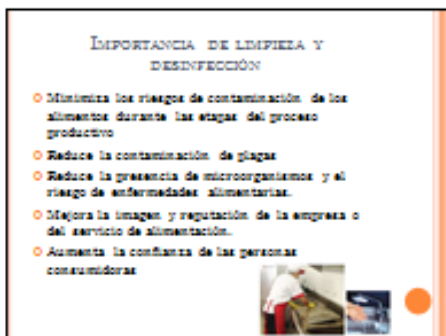 IMPORTANCIA DE LIMPIEZA Y
DESINFECCIÓN
Minimiza los riesgos de contaminación de los
alimentos durante las etapas del proceso
productivo
Reduce la contaminación de plagas
Reduce la presencia de microorganismos y el
riesgo de enfermedades alimentarias.
Mejora la imagen y reputación de la empresa o
del servicio de alimentación.
Aumenta la confianza de las personas
consumidoras